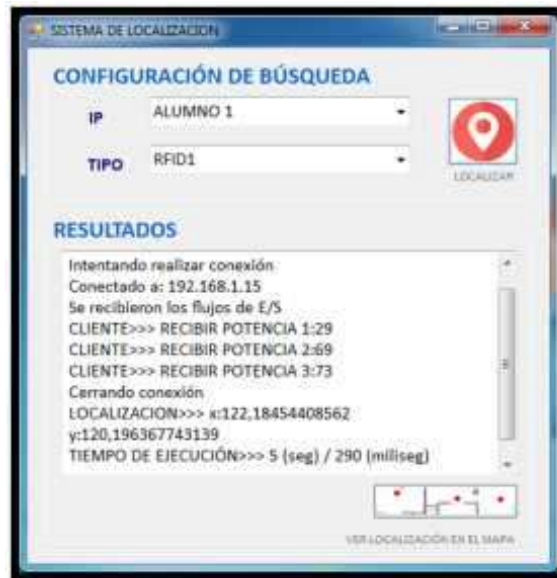 SISTEMA DE LOCALIZACION
CONFIGURACIÓN DE BÚSQUEDA
IP ALUMNO 1
TIPO RFID1
LOCALIZAR
RESULTADOS
Intentando realizar conexión
Conectado a: 192.168.1.15
Se recibieron los flujos de E/S
CLIENTE>>> RECIBIR POTENCIA 1:29
CLIENTE>>> RECIBIR POTENCIA 2:69
CLIENTE>>> RECIBIR POTENCIA 3:73
Cerrando conexión
LOCALIZACION>>> x:122,18454408562
y:120,196367743139
TIEMPO DE EJECUCIÓN>>> 5 (seg) / 290 (miliseg)
VER LOCALIZACIÓN EN EL MAPA